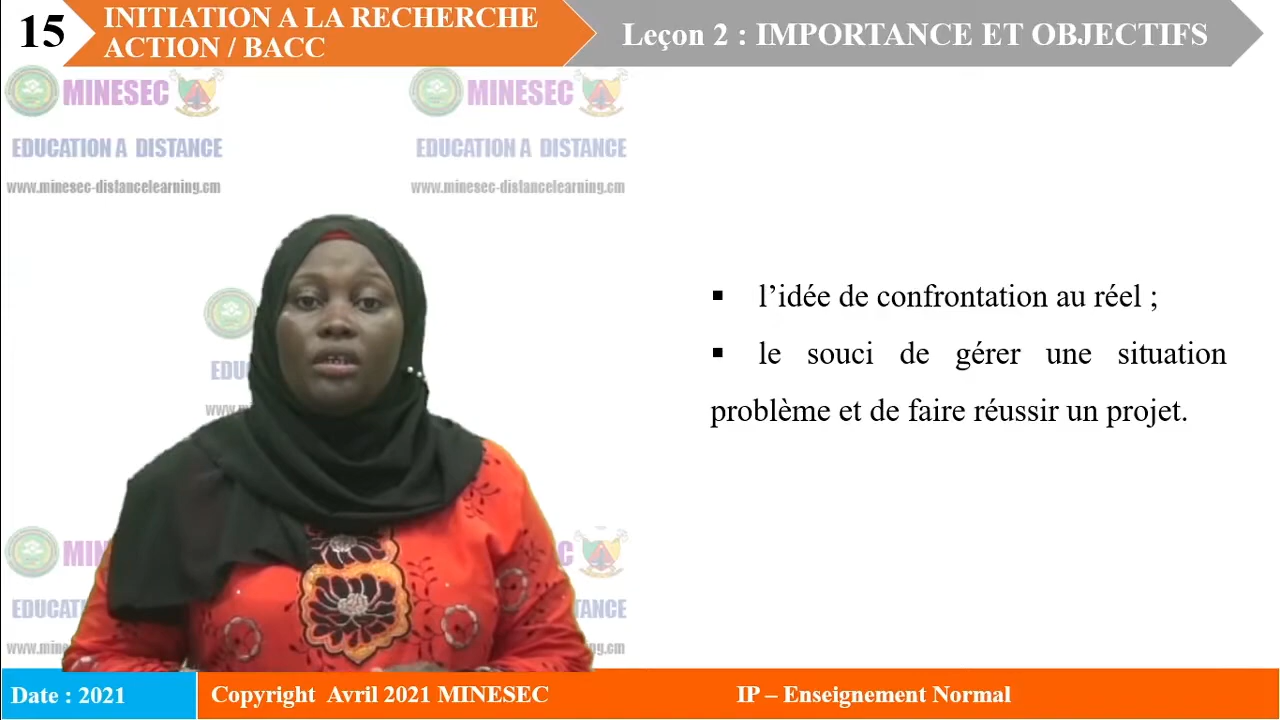 15
INITIATION A LA RECHERCHE
ACTION / BACC
Leçon 2 : IMPORTANCE ET OBJECTIFS
MINESEC
MINESEC
EDUCATION A DISTANCE
EDUCATION A DISTANCE
www.minesec-distancelearning.cm
www.minesec-distancelearning.cm
▪ l’idée de confrontation au réel ;
▪ le souci de gérer une situation
problème et de faire réussir un projet.
Date : 2021
Copyright Avril 2021 MINESEC
IP – Enseignement Normal